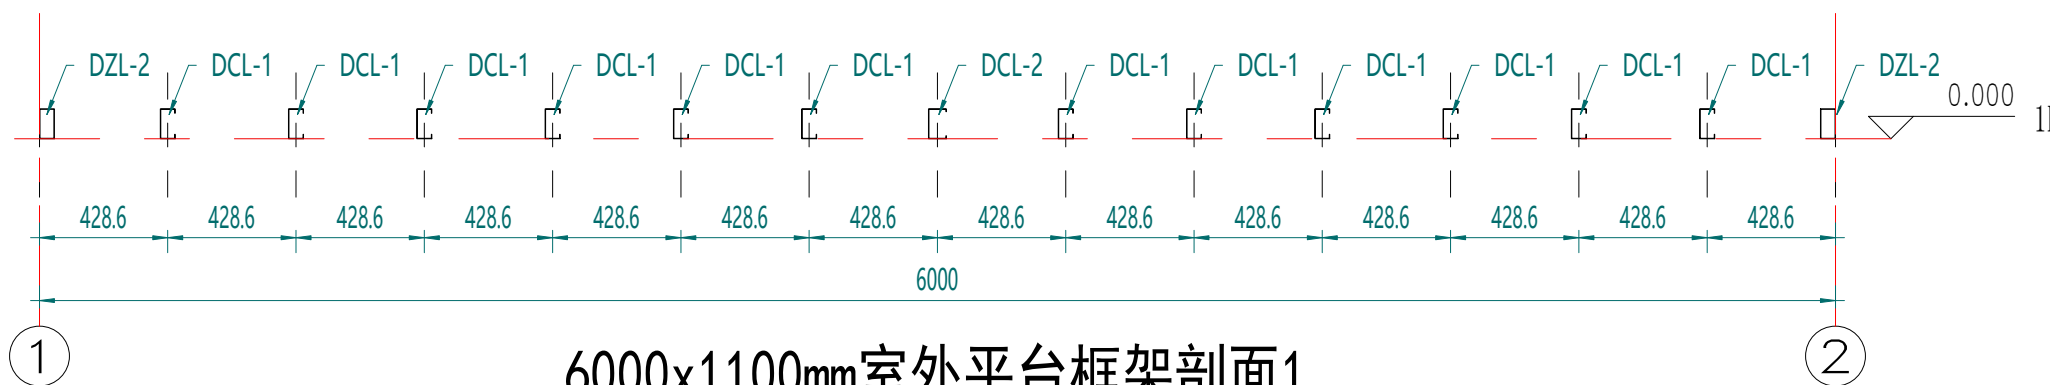 DZL-2 DCL-1 DCL-1 DCL-1 DCL-1 DCL-1 DCL-1 DCL-2 DCL-1 DCL-1 DCL-1 DCL-1 DCL-1 DCL-1 DZL-2
0.000
428.6 428.6 428.6 428.6 428.6 428.6 428.6 428.6 428.6 428.6 428.6 428.6 428.6 428.6
6000
1 2
6000x1100mm室外平台框架剖面1